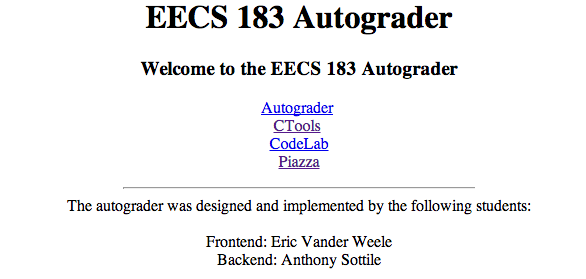 EECS 183 Autograder
Welcome to the EECS 183 Autograder
Autograder
CTools
CodeLab
Piazza
The autograder was designed and implemented by the following students:
Frontend: Eric Vander Weele
Backend: Anthony Sottile